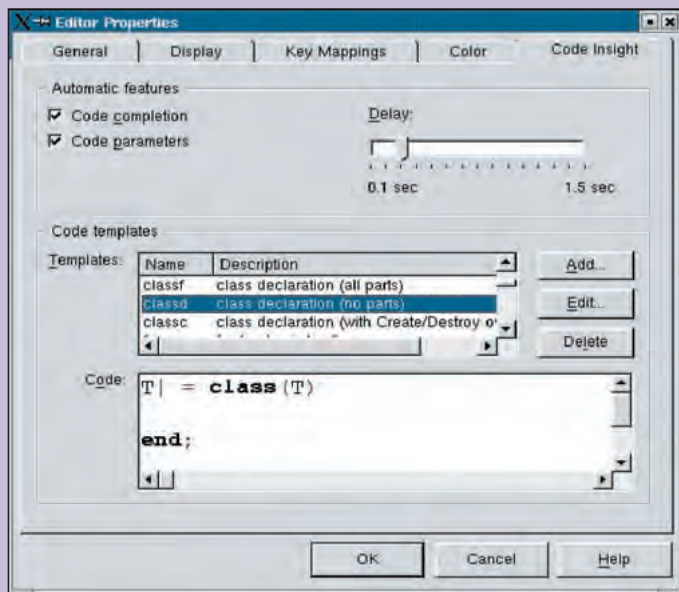 Editor Properties
General Display Key Mappings Color Code Insight
Automatic features
Code completion
Code parameters
Delay:
0.1 sec 1.5 sec
Code templates
Templates:
Name Description
classf class declaration (all parts)
classd class declaration (no parts)
classc class declaration (with Create/Destroy
Add...
Edit...
Delete
Code:
T| = class(T)
end;
OK Cancel Help